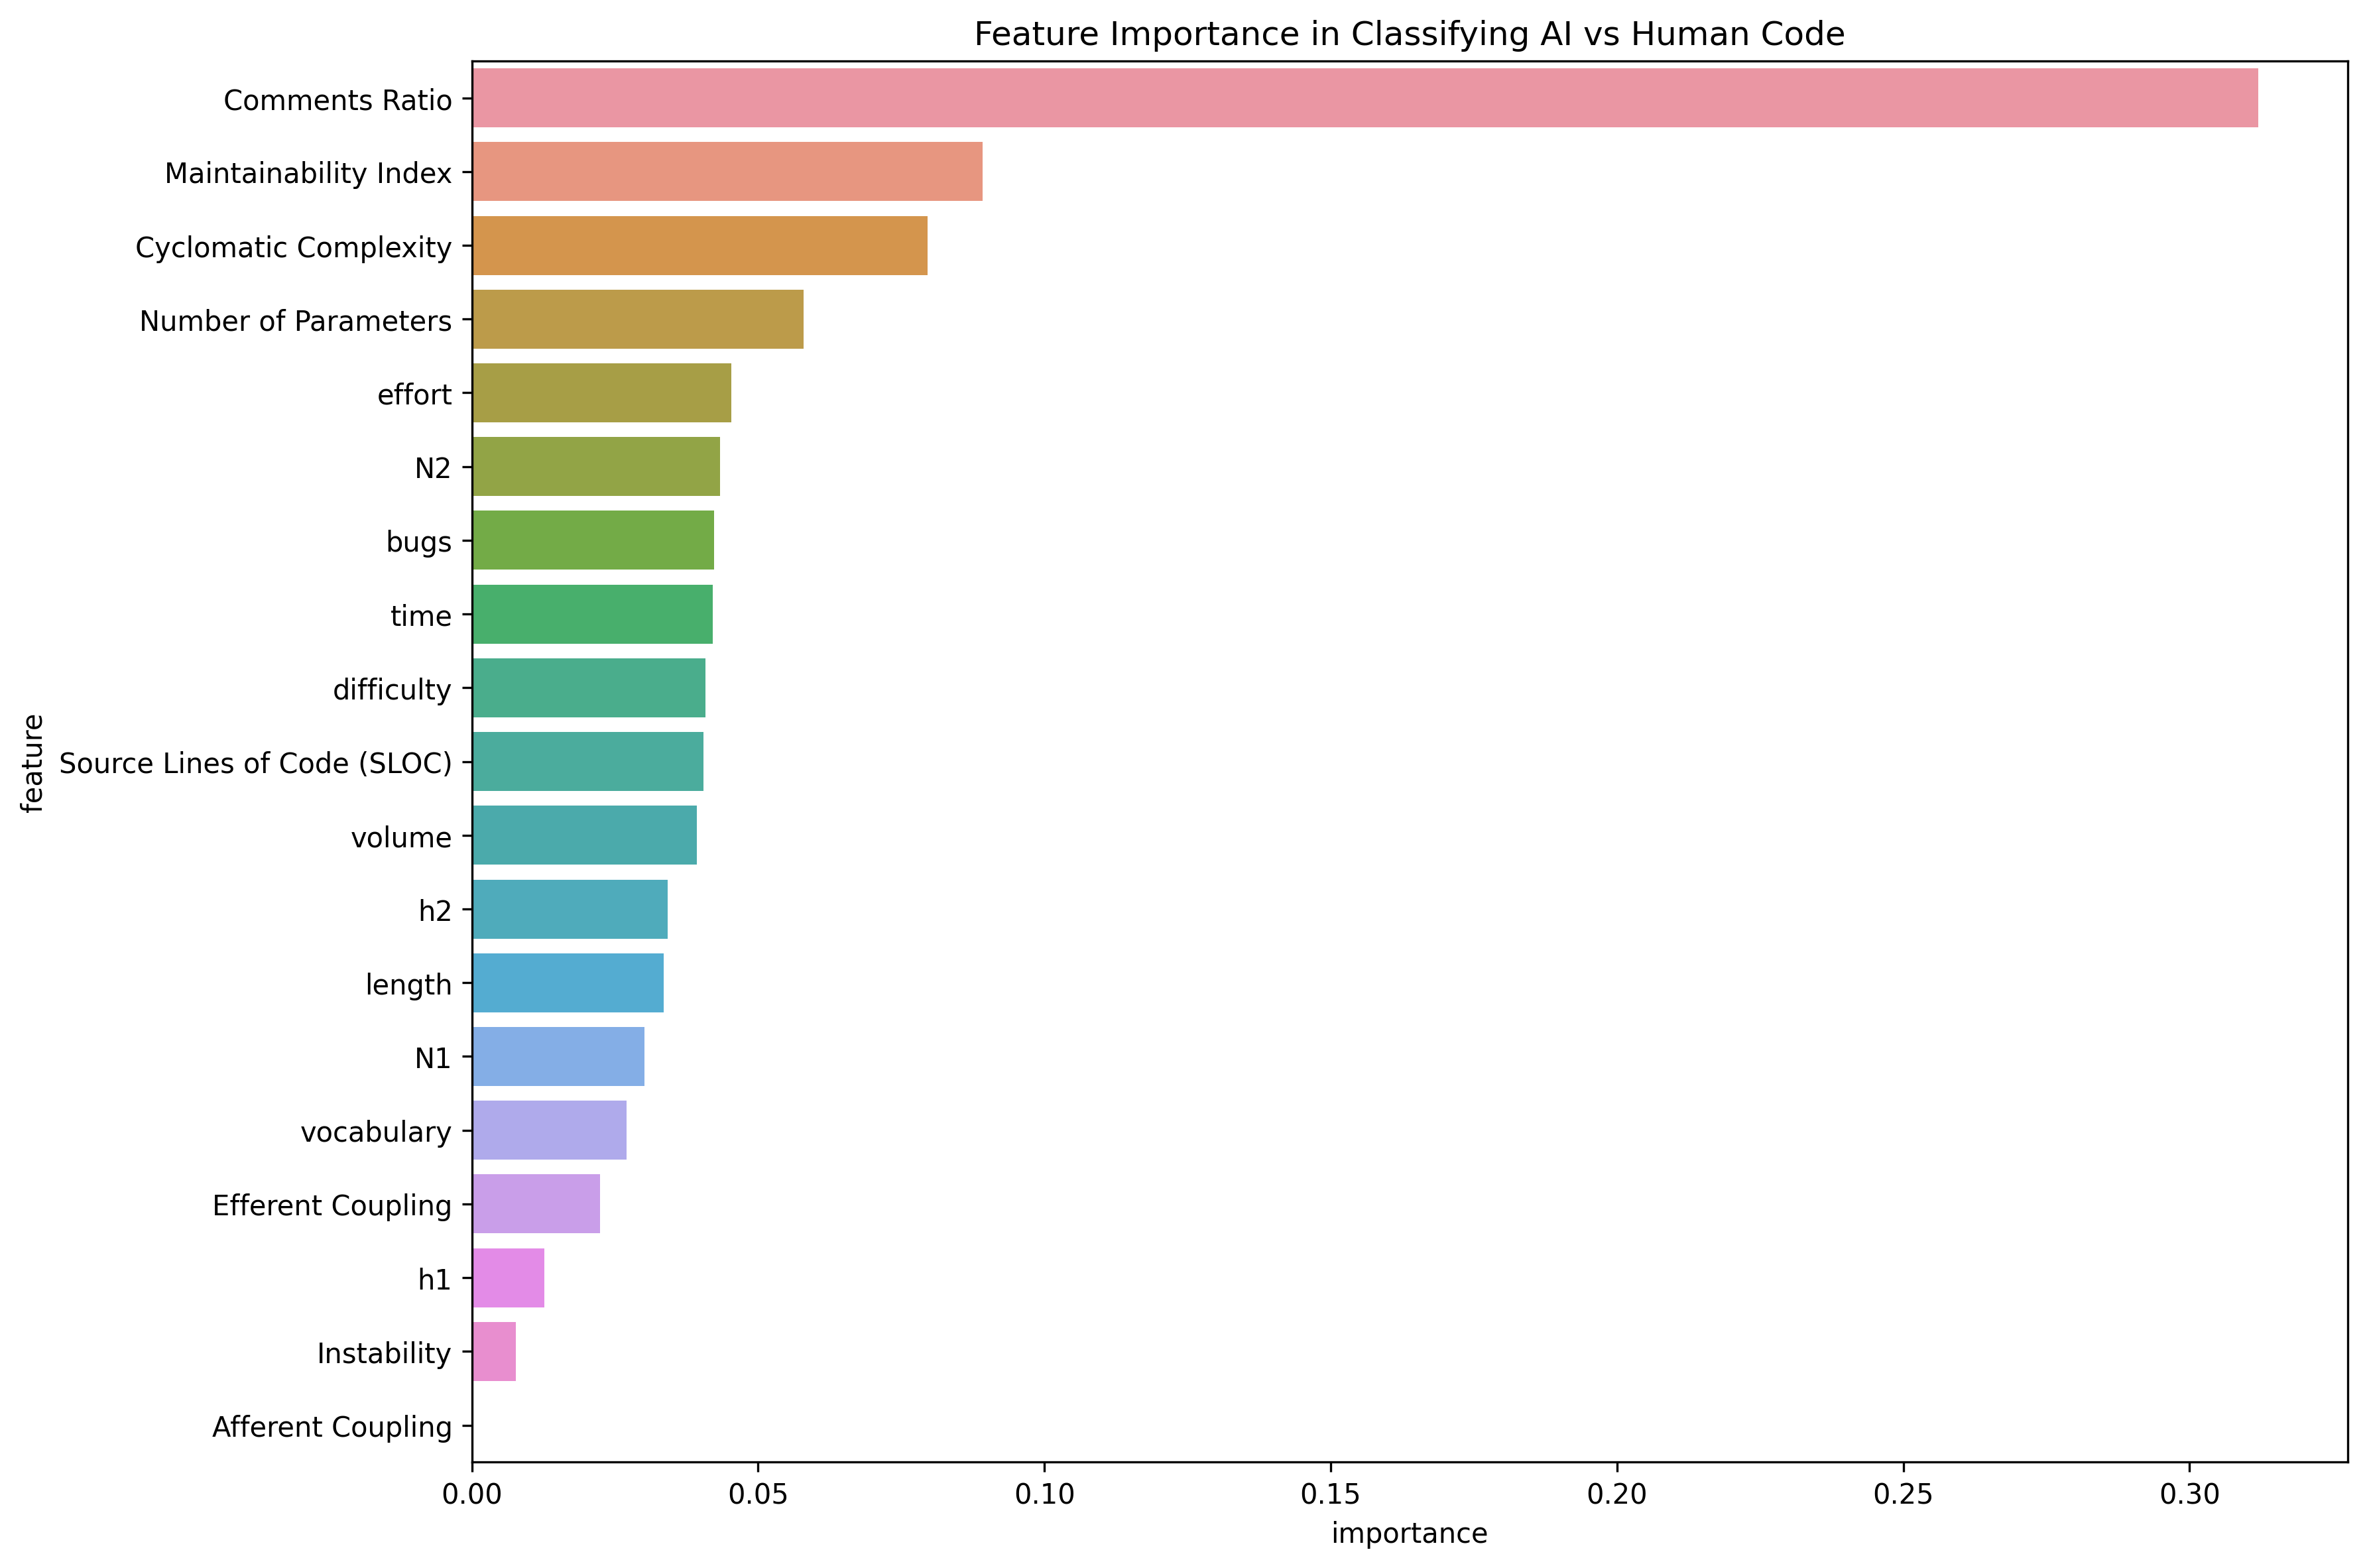 Feature Importance in Classifying AI vs Human Code
Comments Ratio
Maintainability Index
Cyclomatic Complexity
Number of Parameters
effort
N2
bugs
time
difficulty
Source Lines of Code (SLOC)
volume
h2
length
N1
vocabulary
Efferent Coupling
h1
Instability
Afferent Coupling
feature
0.00 0.05 0.10 0.15 0.20 0.25 0.30
importance